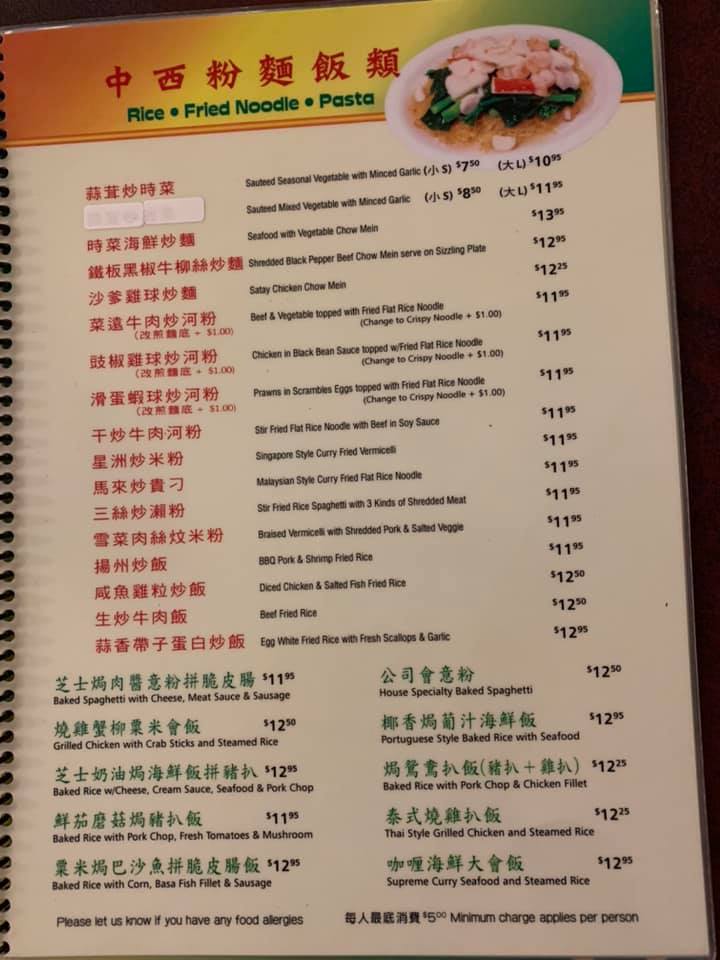 中西粉麵飯類
Rice • Fried Noodle • Pasta
蒜茸炒時菜 Sauteed Seasonal Vegetable with Minced Garlic (小 S) $7.50 (大 L) $10.95
Sauteed Mixed Vegetable with Minced Garlic (小 S) $8.50 (大 L) $11.95
時菜海鮮炒麵 Seafood with Vegetable Chow Mein $13.95
鐵板黑椒牛柳絲炒麵 Shredded Black Pepper Beef Chow Mein serve on Sizzling Plate $12.95
沙爹雞球炒麵 Satay Chicken Chow Mein $12.25
菜遠牛肉炒河粉 Beef & Vegetable topped with Fried Flat Rice Noodle $11.95
(改煎麵底 + $1.00) (Change to Crispy Noodle + $1.00)
豉椒雞球炒河粉 Chicken in Black Bean Sauce topped w/Fried Flat Rice Noodle $11.95
(改煎麵底 + $1.00) (Change to Crispy Noodle + $1.00)
滑蛋蝦球炒河粉 Prawns in Scrambles Eggs topped with Fried Flat Rice Noodle $11.95
(改煎麵底 + $1.00) (Change to Crispy Noodle + $1.00)
干炒牛肉河粉 Stir Fried Flat Rice Noodle with Beef in Soy Sauce $11.95
星洲炒米粉 Singapore Style Curry Fried Vermicelli $11.95
馬來炒貴刁 Malaysian Style Curry Fried Flat Rice Noodle $11.95
三絲炒瀨粉 Stir Fried Rice Spaghetti with 3 Kinds of Shredded Meat $11.95
雪菜肉絲炆米粉 Braised Vermicelli with Shredded Pork & Salted Veggie $11.95
揚州炒飯 BBQ Pork & Shrimp Fried Rice $11.95
咸魚雞粒炒飯 Diced Chicken & Salted Fish Fried Rice $12.50
生炒牛肉飯 Beef Fried Rice $12.50
蒜香帶子蛋白炒飯 Egg White Fried Rice with Fresh Scallops & Garlic $12.95
芝士焗肉醬意粉拼脆皮腸 $11.95
Baked Spaghetti with Cheese, Meat Sauce & Sausage
燒雞蟹柳粟米會飯 $12.50
Grilled Chicken with Crab Sticks and Steamed Rice
芝士奶油焗海鮮飯拼豬扒 $12.95
Baked Rice w/Cheese, Cream Sauce, Seafood & Pork Chop
鮮茄磨菇焗豬扒飯 $11.95
Baked Rice with Pork Chop, Fresh Tomatoes & Mushroom
粟米焗巴沙魚拼脆皮腸飯 $12.95
Baked Rice with Corn, Basa Fish Fillet & Sausage
公司會意粉 $12.50
House Specialty Baked Spaghetti
椰香焗葡汁海鮮飯 $12.95
Portuguese Style Baked Rice with Seafood
焗鴛鴦扒飯(豬扒+雞扒) $12.25
Baked Rice with Pork Chop & Chicken Fillet
泰式燒雞扒飯 $12.25
Thai Style Grilled Chicken and Steamed Rice
咖喱海鮮大會飯 $12.95
Supreme Curry Seafood and Steamed Rice
Please let us know if you have any food allergies
每人最底消費 $5.00 Minimum charge applies per person